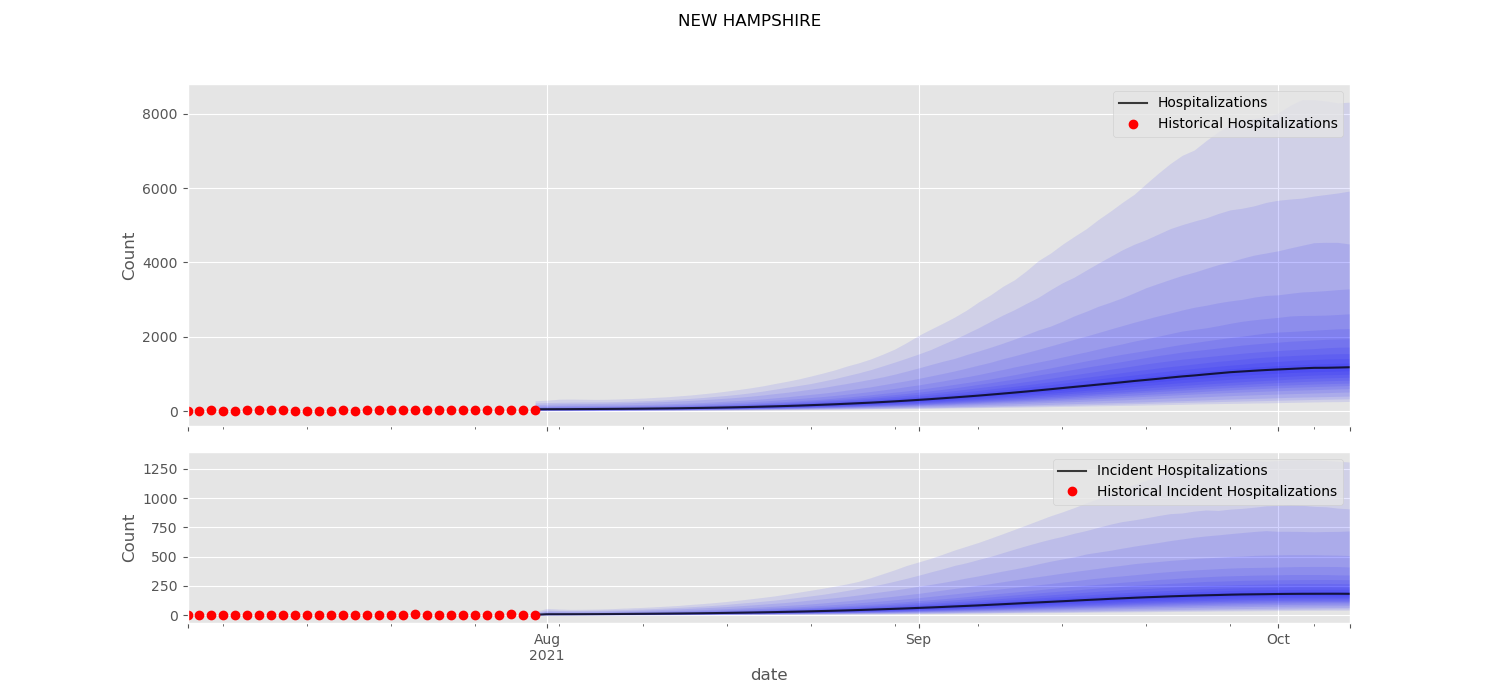 NEW HAMPSHIRE
8000
6000
4000
2000
0
Count
Hospitalizations
Historical Hospitalizations
1250
1000
750
500
250
0
Count
Incident Hospitalizations
Historical Incident Hospitalizations
Aug
2021
Sep
Oct
date